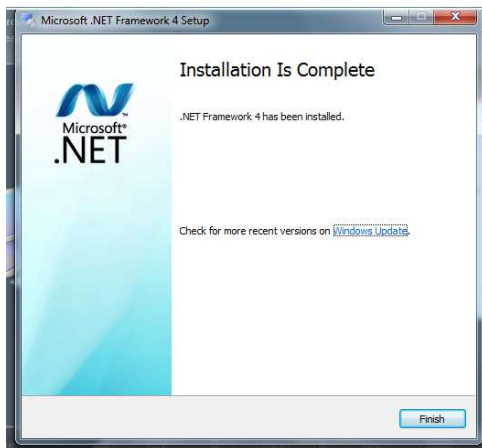 Microsoft .NET Framework 4 Setup
Installation Is Complete
Microsoft®
.NET
.NET Framework 4 has been installed.
Check for more recent versions on Windows Update.
Finish